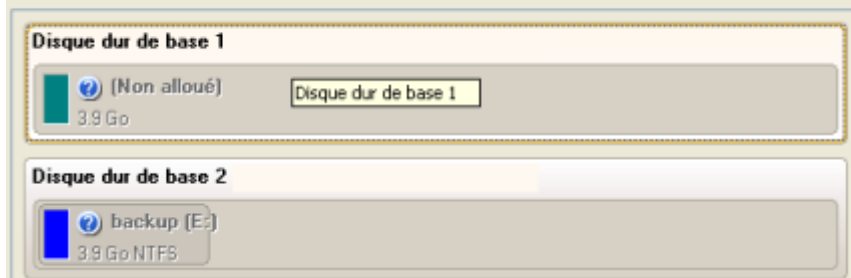 Disque dur de base 1
(Non alloué)
Disque dur de base 1
3.9 Go
Disque dur de base 2
backup (E:)
3.9 Go NTFS